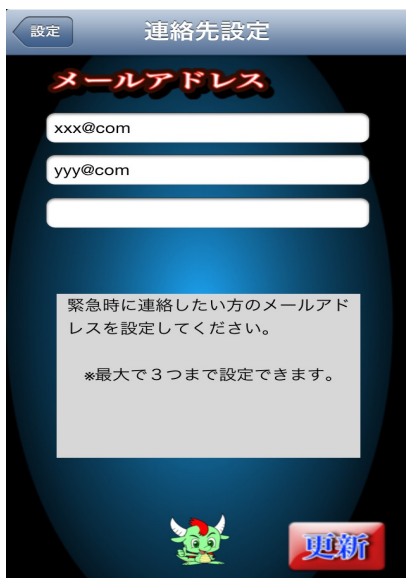 設定
連絡先設定
メールアドレス
xxx@com
yyy@com
緊急時に連絡したい方のメールアド
レスを設定してください。
※最大で３つまで設定できます。
更新